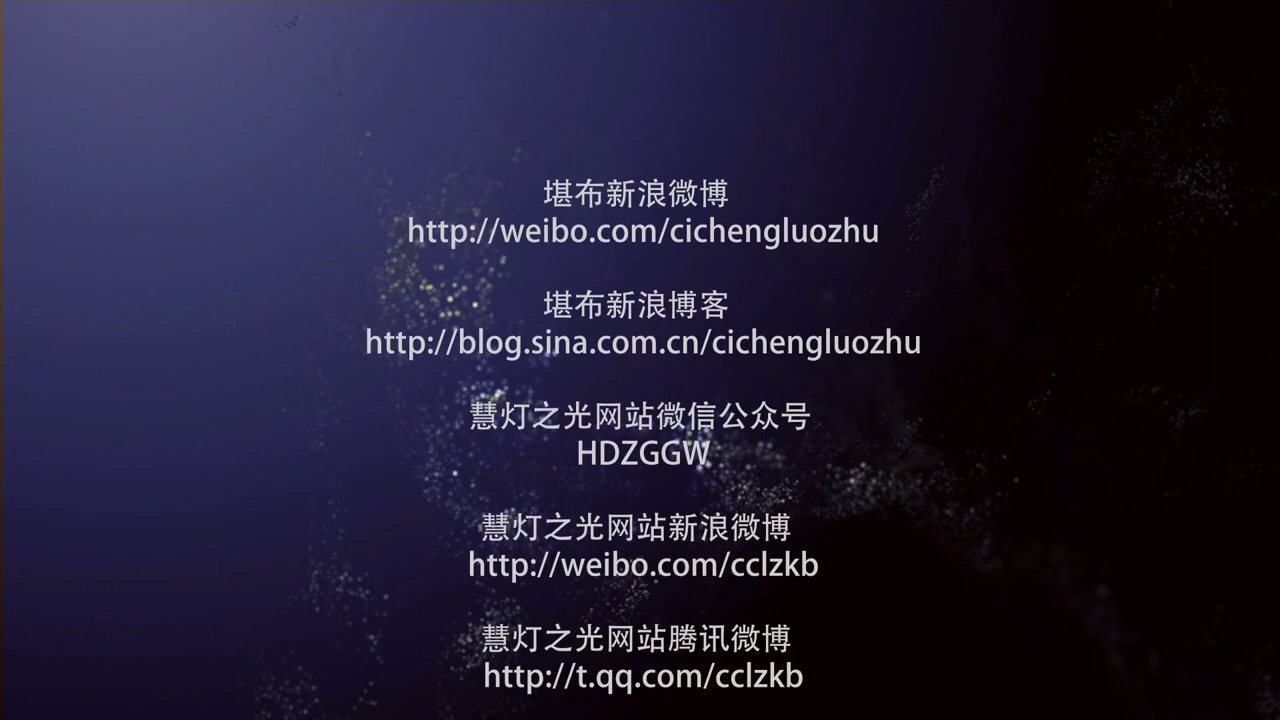 堪布新浪微博
http://weibo.com/cichengluozhu
堪布新浪博客
http://blog.sina.com.cn/cichengluozhu
慧灯之光网站微信公众号
HDZGGW
慧灯之光网站新浪微博
http://weibo.com/cclzkb
慧灯之光网站腾讯微博
http://t.qq.com/cclzkb